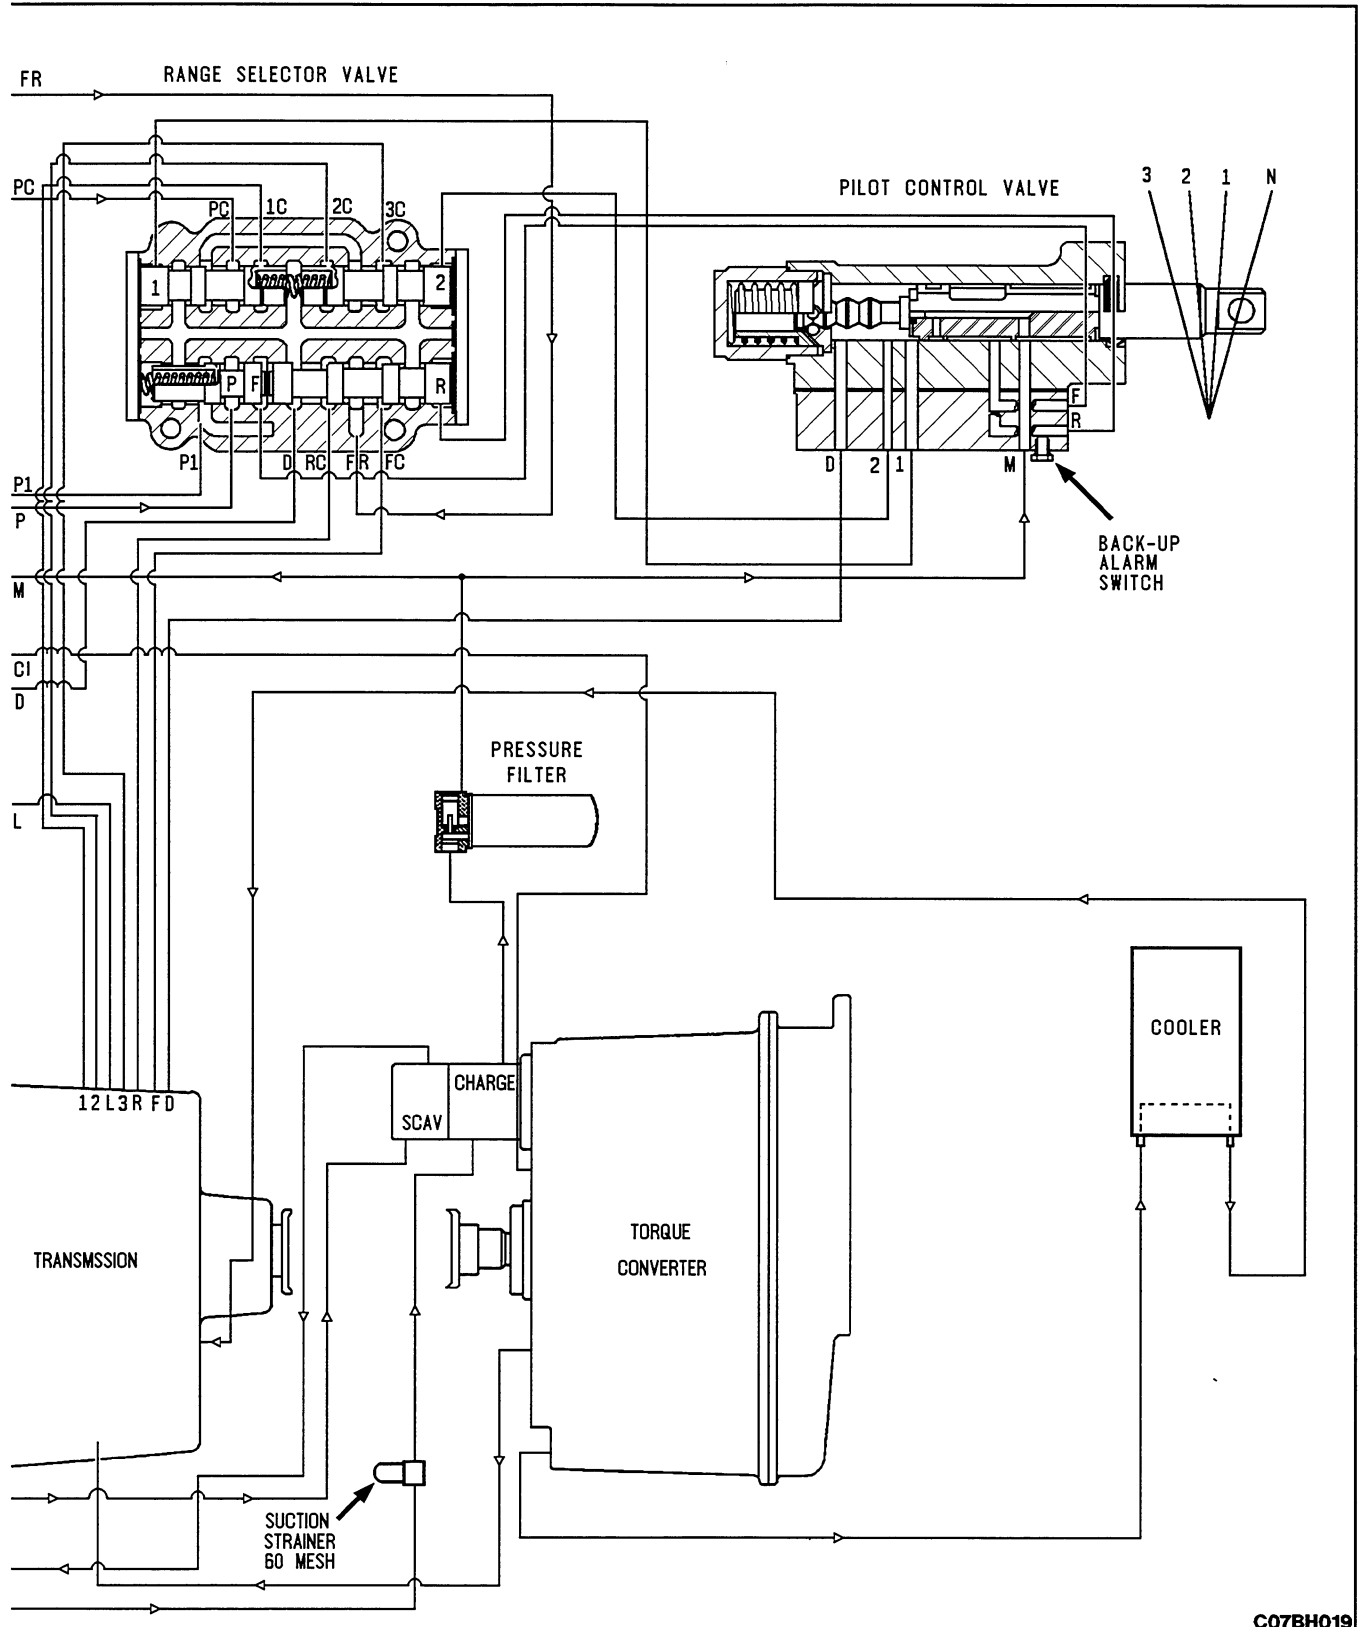 FR
RANGE SELECTOR VALVE
3 2 1 N
PILOT CONTROL VALVE
PC
PC 1C 2C 3C
1 2
P F R
F
R
P1 D RC FR FC
D 2 1 M
P1
P
BACK-UP
ALARM
SWITCH
M
CI
D
PRESSURE
FILTER
L
COOLER
CHARGE
SCAV
1 2 L 3 R F D
TORQUE
CONVERTER
TRANSMSSION
SUCTION
STRAINER
60 MESH
C07BH019